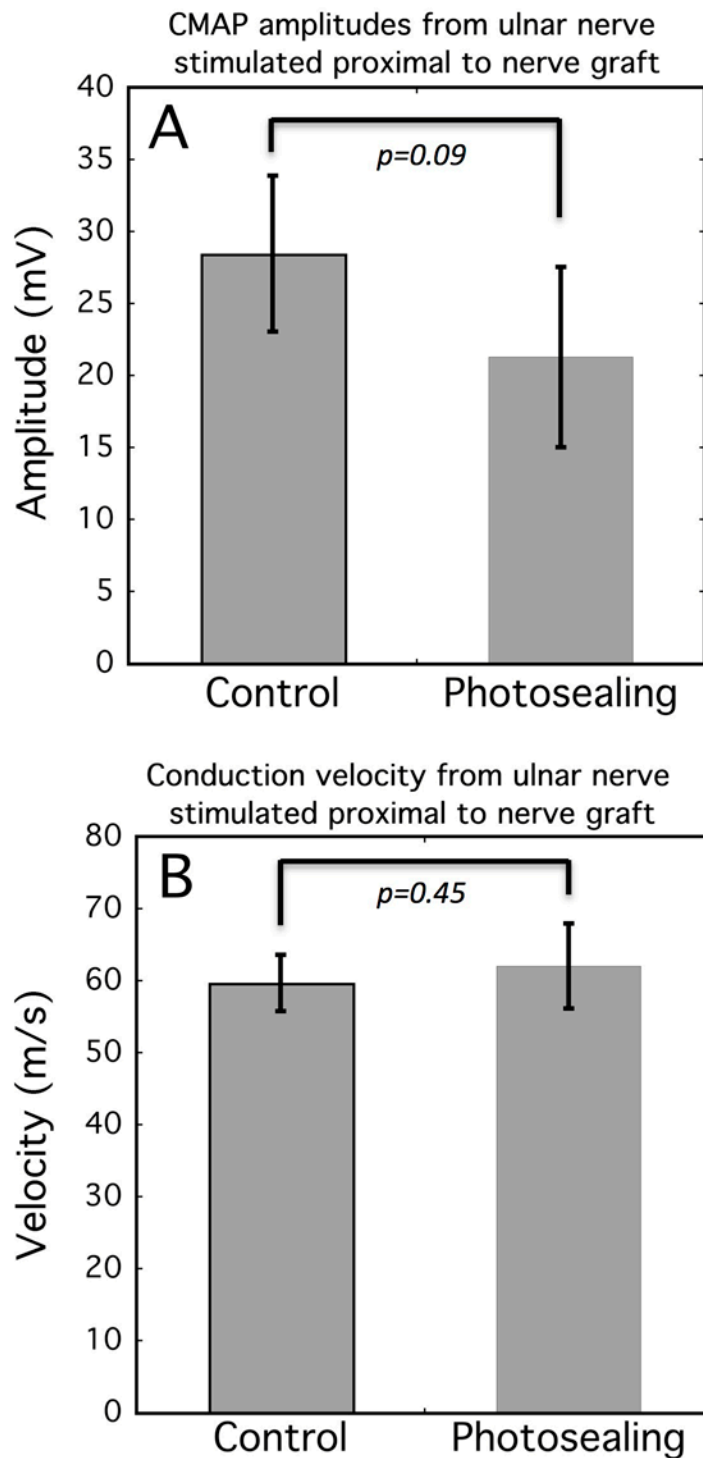 CMAP amplitudes from ulnar nerve
stimulated proximal to nerve graft
A
p=0.09
Amplitude (mV)
40
35
30
25
20
15
10
5
0
Control Photosealing
Conduction velocity from ulnar nerve
stimulated proximal to nerve graft
B
p=0.45
Velocity (m/s)
80
70
60
50
40
30
20
10
0
Control Photosealing